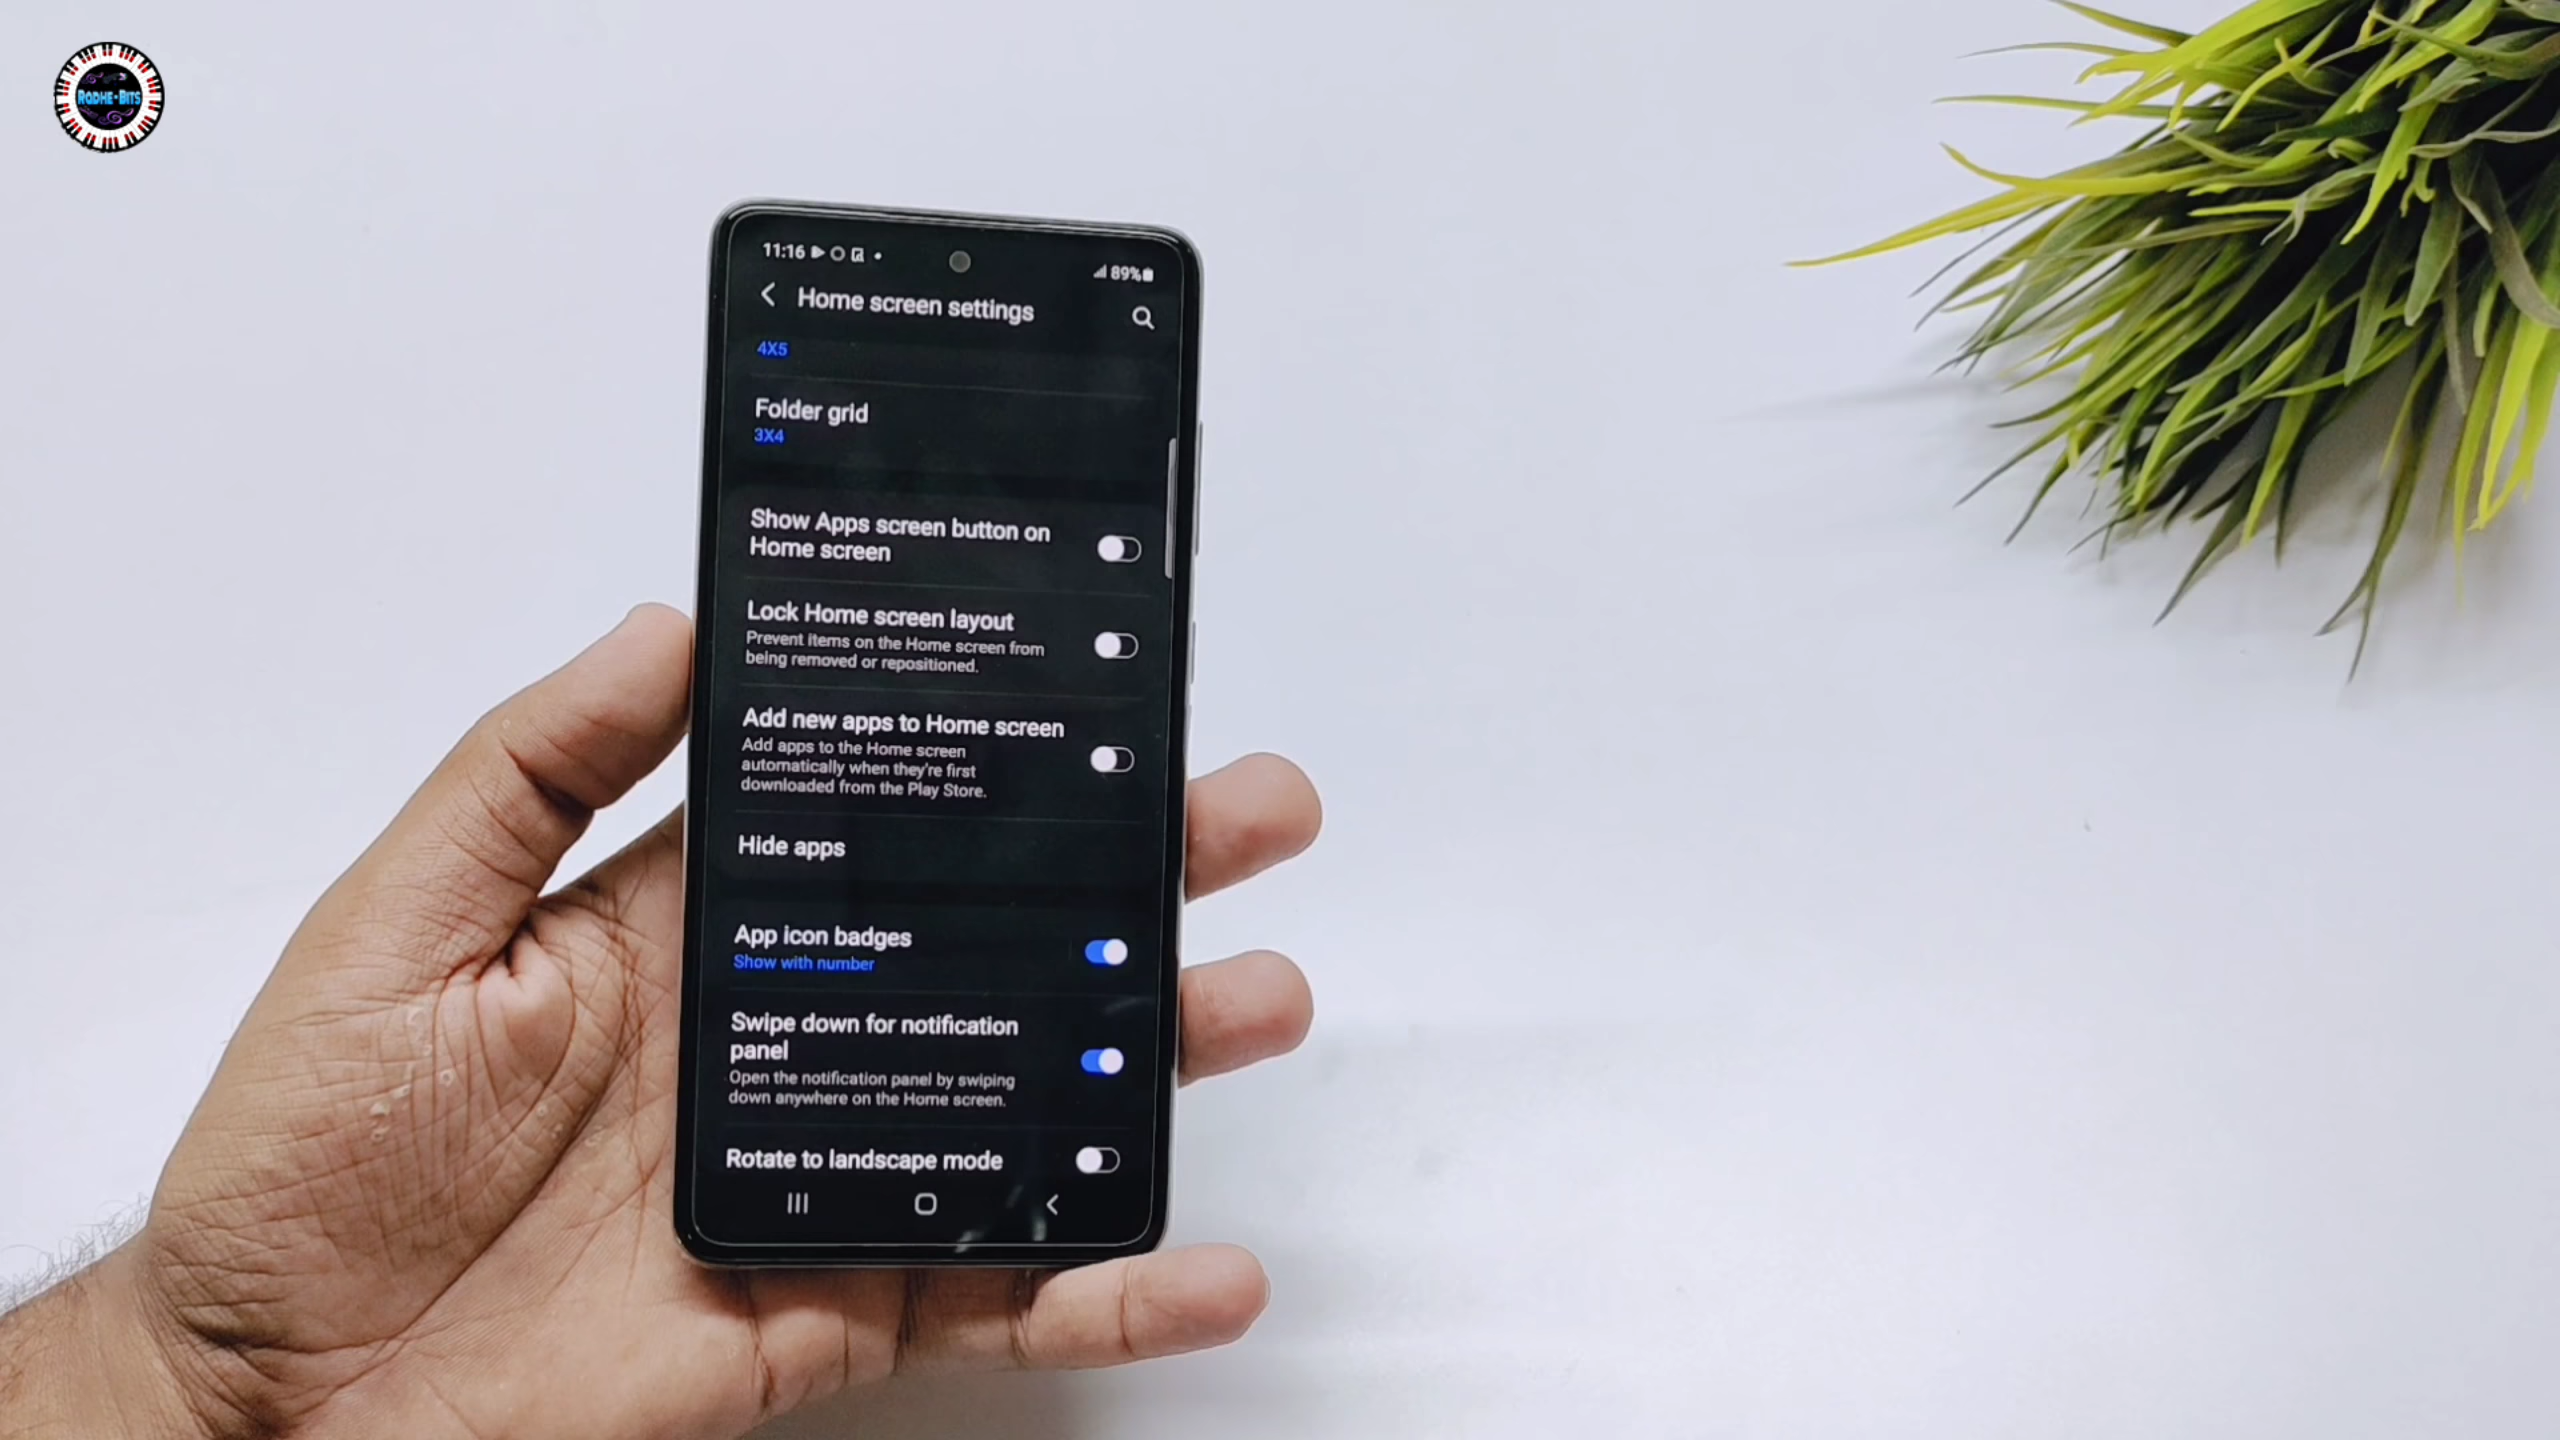 RADHE-BITS
11:16
89%
Home screen settings
4X5
Folder grid
3X4
Show Apps screen button on
Home screen
Lock Home screen layout
Prevent items on the Home screen from
being removed or repositioned.
Add new apps to Home screen
Add apps to the Home screen
automatically when they're first
downloaded from the Play Store.
Hide apps
App icon badges
Show with number
Swipe down for notification
panel
Open the notification panel by swiping
down anywhere on the Home screen.
Rotate to landscape mode